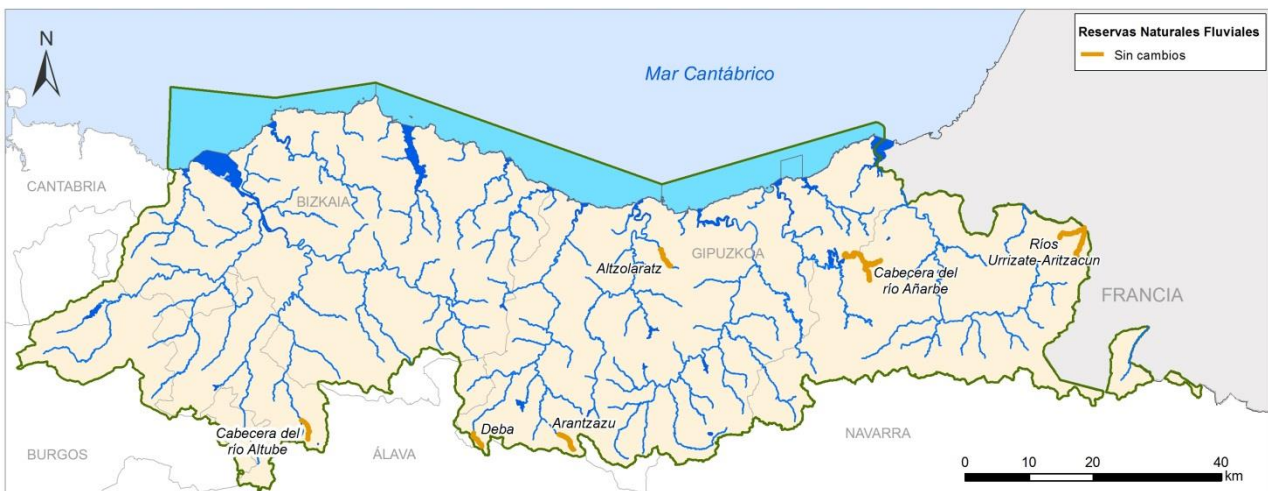 Reservas Naturales Fluviales
Sin cambios
N
Mar Cantábrico
CANTABRIA
BIZKAIA
GIPUZKOA
Altzolaratz
Cabecera del
río Añarbe
Ríos
Urrizate-Aritzacun
FRANCIA
Cabecera del
río Altube
Deba
Arantzazu
BURGOS
ÁLAVA
NAVARRA
0 10 20 40
km